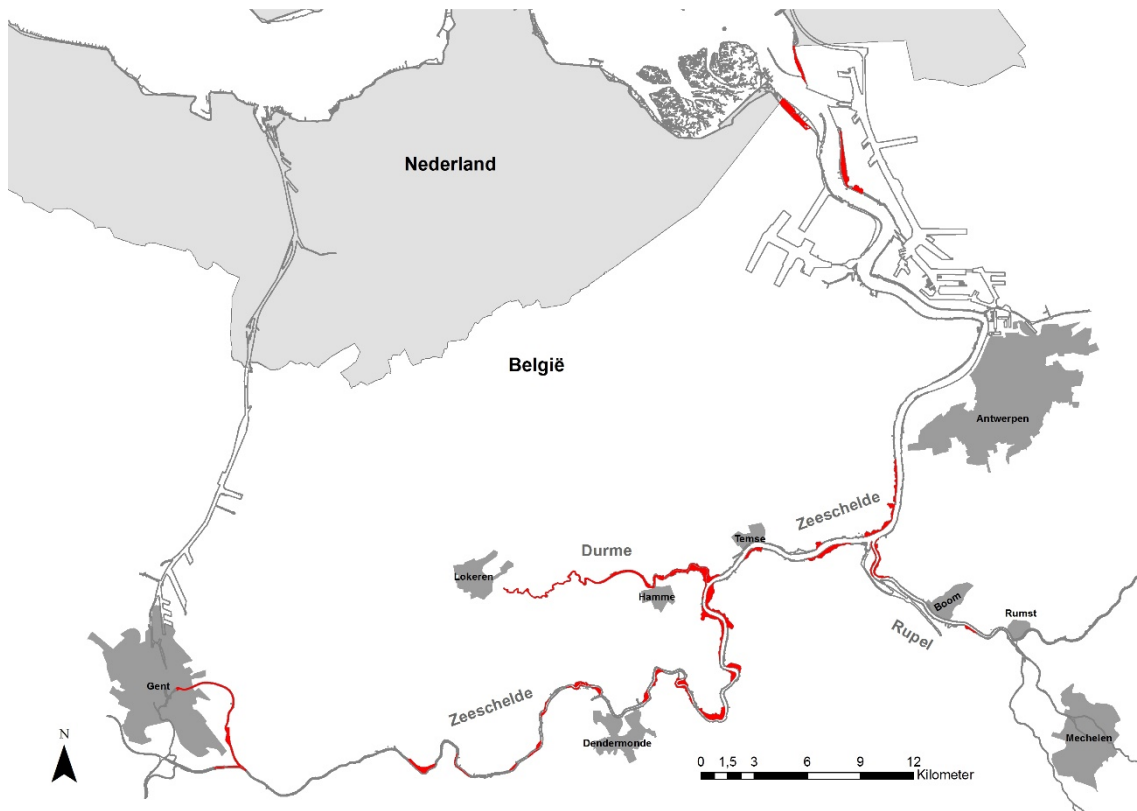 Nederland
België
Antwerpen
Zeeschelde
Temse
Durme
Lokeren
Hamme
Boom
Rumst
Rupel
Gent
Zeeschelde
Dendermonde
Mechelen
N
0 1,5 3 6 9 12
Kilometer